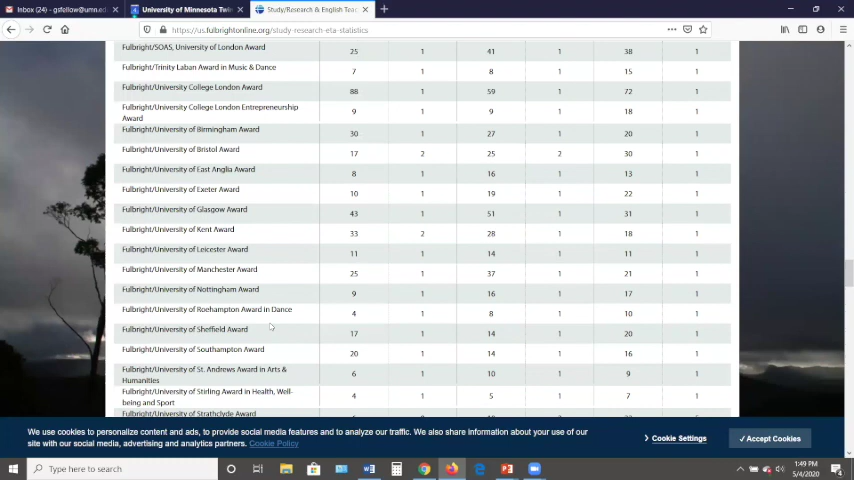 Inbox (24) - gsfellow@umn.ed
University of Minnesota Twin
Study/Research & English Teac
https://us.fulbrightonline.org/study-research-eta-statistics
Fulbright/SOAS, University of London Award 25 1 41 1 38 1
Fulbright/Trinity Laban Award in Music & Dance 7 1 8 1 15 1
Fulbright/University College London Award 88 1 59 1 72 1
Fulbright/University College London Entrepreneurship
Award 9 1 9 1 18 1
Fulbright/University of Birmingham Award 30 1 27 1 20 1
Fulbright/University of Bristol Award 17 2 25 2 30 1
Fulbright/University of East Anglia Award 8 1 16 1 13 1
Fulbright/University of Exeter Award 10 1 19 1 22 1
Fulbright/University of Glasgow Award 43 1 51 1 31 1
Fulbright/University of Kent Award 33 2 28 1 18 1
Fulbright/University of Leicester Award 11 1 14 1 11 1
Fulbright/University of Manchester Award 25 1 37 1 21 1
Fulbright/University of Nottingham Award 9 1 16 1 17 1
Fulbright/University of Roehampton Award in Dance 4 1 8 1 10 1
Fulbright/University of Sheffield Award 17 1 14 1 20 1
Fulbright/University of Southampton Award 20 1 14 1 16 1
Fulbright/University of St. Andrews Award in Arts &
Humanities 6 1 10 1 9 1
Fulbright/University of Stirling Award in Health, Well-
being and Sport 4 1 5 1 7 1
Fulbright/University of Strathclyde Award
We use cookies to personalize content and ads, to provide social media features and to analyze our traffic. We also share information about your use of
site with our social media, advertising and analytics partners. Cookie Policy
Cookie Settings
✓Accept Cookies
Type here to search
1:49 PM
5/4/2020